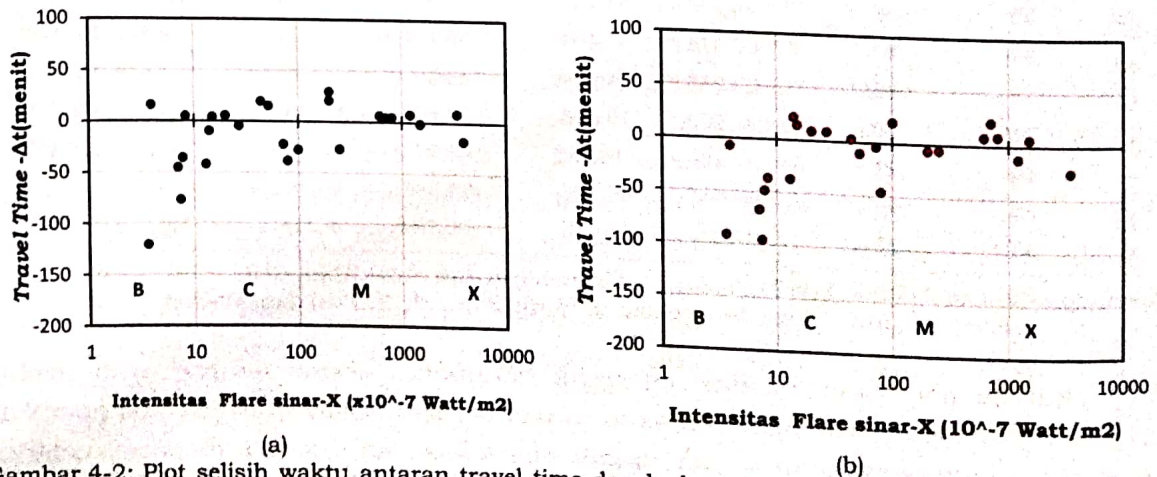 100
50
0
-50
-100
-150
-200
Travel Time -Δt(menit)
B C M X
1 10 100 1000 10000
Intensitas Flare sinar-X (x10^-7 Watt/m2)
(a)
100
50
0
-50
-100
-150
-200
Travel Time -Δt(menit)
B C M X
1 10 100 1000 10000
Intensitas Flare sinar-X (10^-7 Watt/m2)
(b)
Gambar 4-2: Plot selisih waktu antaran travel time